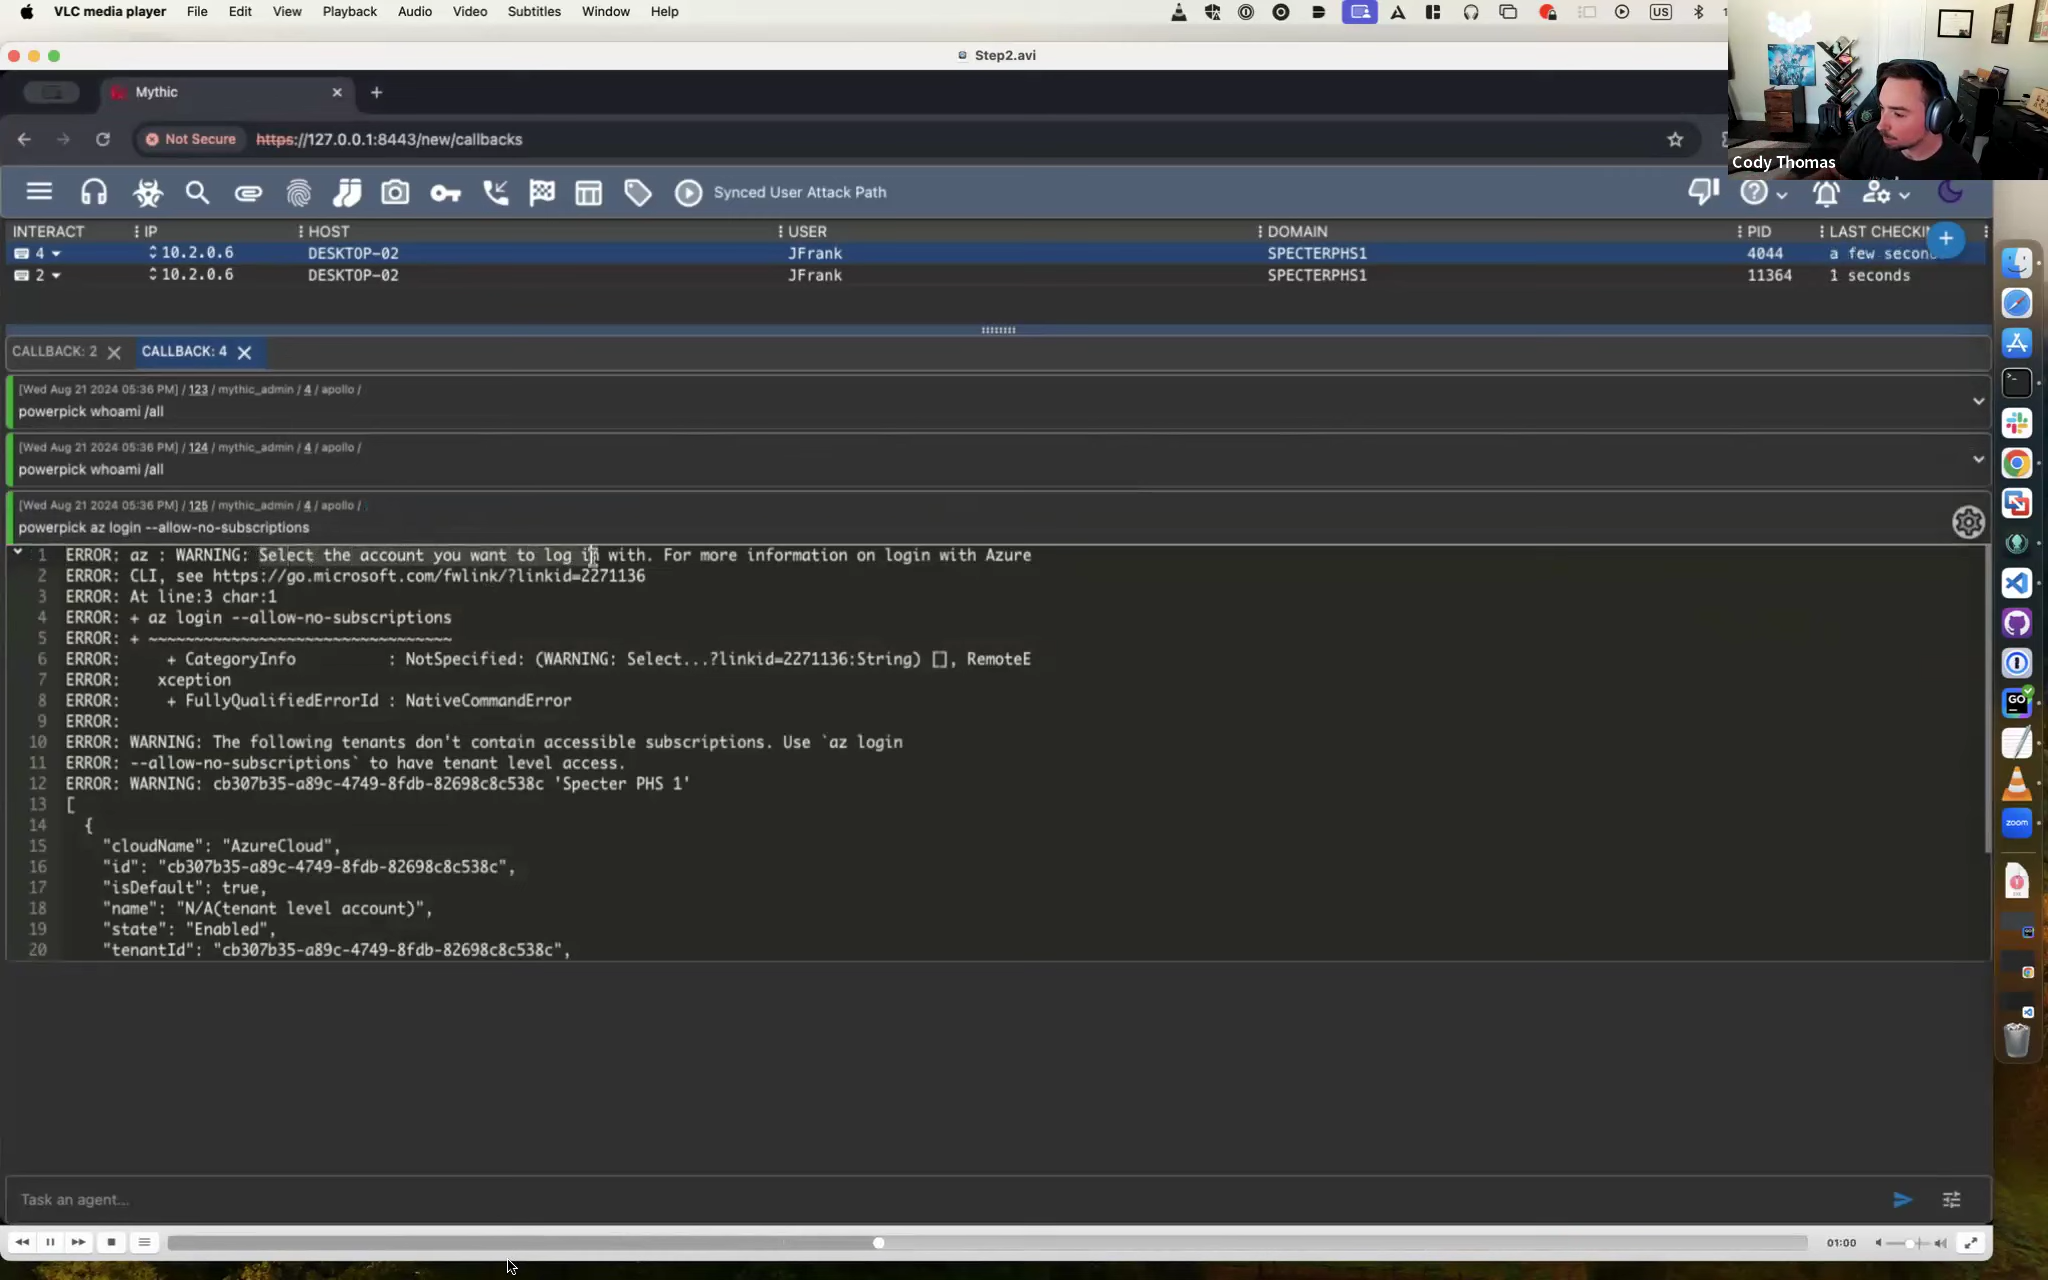 VLC media player File Edit View Playback Audio Video Subtitles Window Help US
Step2.avi
Mythic
Not Secure https://127.0.0.1:8443/new/callbacks
Cody Thomas
Synced User Attack Path
INTERACT IP HOST USER DOMAIN PID LAST CHECKIN
4 10.2.0.6 DESKTOP-02 JFrank SPECTERPHS1 4044 a few
2 10.2.0.6 DESKTOP-02 JFrank SPECTERPHS1 11364 1 seconds
CALLBACK: 2 CALLBACK: 4
[Wed Aug 21 2024 05:36 PM] / 123 / mythic_admin / 4 / apollo /
powerpick whoami /all
[Wed Aug 21 2024 05:36 PM] / 124 / mythic_admin / 4 / apollo /
powerpick whoami /all
[Wed Aug 21 2024 05:36 PM] / 125 / mythic_admin / 4 / apollo /
powerpick az login --allow-no-subscriptions
1 ERROR: az : WARNING: Select the account you want to log in with. For more information on login with Azure
2 ERROR: CLI, see https://go.microsoft.com/fwlink/?linkid=2271136
3 ERROR: At line:3 char:1
4 ERROR: + az login --allow-no-subscriptions
5 ERROR: + ~~~~~~~~~~~~~~~~~~~~~~~~~~~~~~~~~
6 ERROR: + CategoryInfo : NotSpecified: (WARNING: Select...?linkid=2271136:String) [], RemoteE
7 ERROR: xception
8 ERROR: + FullyQualifiedErrorId : NativeCommandError
9 ERROR:
10 ERROR: WARNING: The following tenants don't contain accessible subscriptions. Use `az login
11 ERROR: --allow-no-subscriptions` to have tenant level access.
12 ERROR: WARNING: cb307b35-a89c-4749-8fdb-82698c8c538c 'Specter PHS 1'
13 [
14 {
15 "cloudName": "AzureCloud",
16 "id": "cb307b35-a89c-4749-8fdb-82698c8c538c",
17 "isDefault": true,
18 "name": "N/A(tenant level account)",
19 "state": "Enabled",
20 "tenantId": "cb307b35-a89c-4749-8fdb-82698c8c538c",
GO
zoom
Task an agent...
01:00